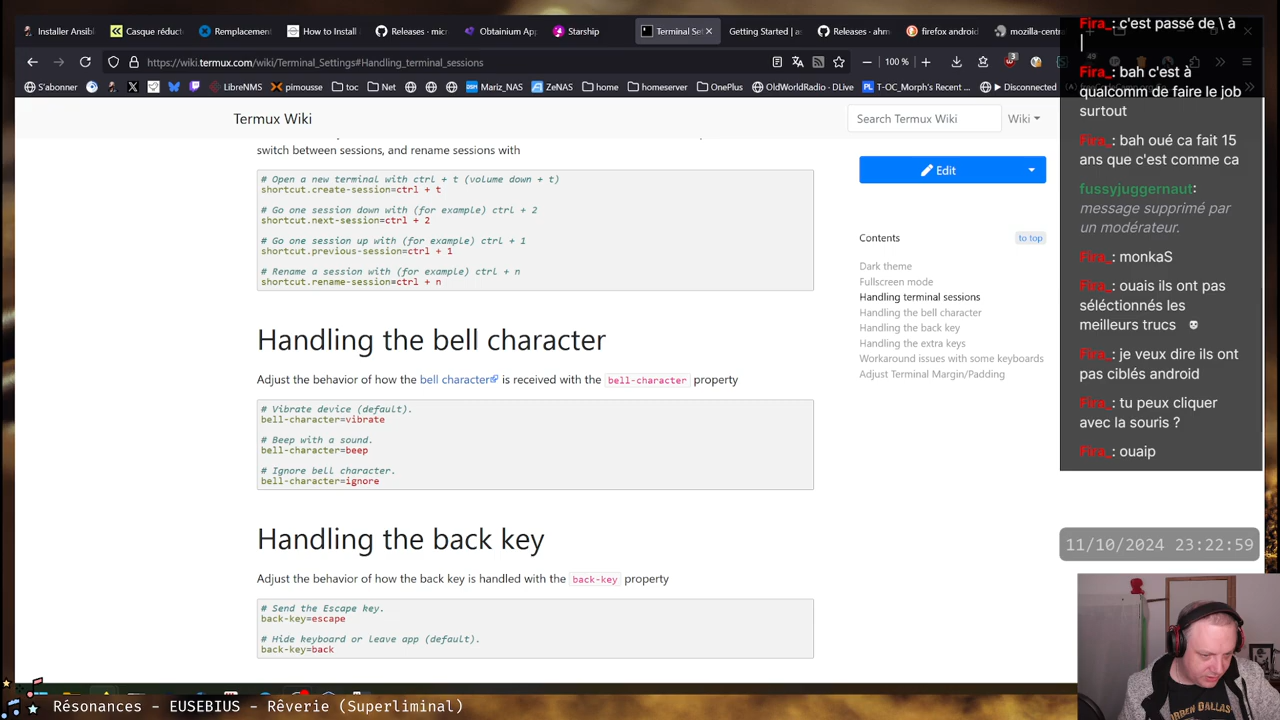 Installer Ansibl
Casque réducti
Remplacement
How to Install
Releases · micro
Obtainium App
Starship
Terminal Set
Getting Started | as
Releases · ahm
firefox android
mozilla-central
https://wiki.termux.com/wiki/Terminal_Settings#Handling_terminal_sessions
100 %
S'abonner
LibreNMS
pimousse
toc
Net
Mariz_NAS
ZeNAS
home
homeserver
OnePlus
OldWorldRadio - DLive
T-OC_Morph's Recent ...
Disconnected
Termux Wiki
Search Termux Wiki
Wiki
switch between sessions, and rename sessions with
# Open a new terminal with ctrl + t (volume down + t)
shortcut.create-session=ctrl + t
# Go one session down with (for example) ctrl + 2
shortcut.next-session=ctrl + 2
# Go one session up with (for example) ctrl + 1
shortcut.previous-session=ctrl + 1
# Rename a session with (for example) ctrl + n
shortcut.rename-session=ctrl + n
Handling the bell character
Adjust the behavior of how the bell character is received with the bell-character property
# Vibrate device (default).
bell-character=vibrate
# Beep with a sound.
bell-character=beep
# Ignore bell character.
bell-character=ignore
Handling the back key
Adjust the behavior of how the back key is handled with the back-key property
# Send the Escape key.
back-key=escape
# Hide keyboard or leave app (default).
back-key=back
Edit
Contents
to top
Dark theme
Fullscreen mode
Handling terminal sessions
Handling the bell character
Handling the back key
Handling the extra keys
Workaround issues with some keyboards
Adjust Terminal Margin/Padding
Fira_: c'est passé de \ à
|
Fira_: bah c'est à
qualcomm de faire le job
surtout
Fira_: bah oué ca fait 15
ans que c'est comme ca
fussyjuggernaut:
message supprimé par
un modérateur.
Fira_: monkaS
Fira_: ouais ils ont pas
séléctionnés les
meilleurs trucs
Fira_: je veux dire ils ont
pas ciblés android
Fira_: tu peux cliquer
avec la souris ?
Fira_: ouaip
11/10/2024 23:22:59
Résonances - EUSEBIUS - Rêverie (Superliminal)